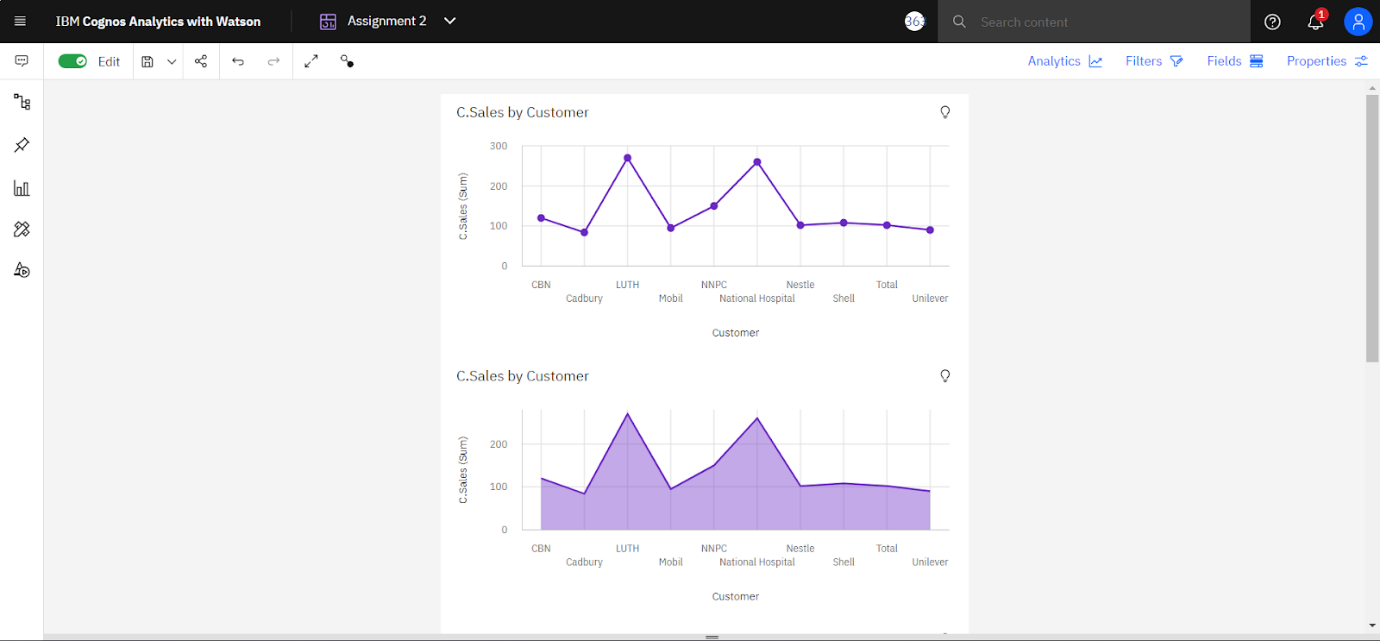 IBM Cognos Analytics with Watson
Assignment 2
363
Search content
1
Edit
Analytics
Filters
Fields
Properties
C.Sales by Customer
300
200
100
0
C.Sales (Sum)
CBN
Cadbury
LUTH
Mobil
NNPC
National Hospital
Nestle
Shell
Total
Unilever
Customer
C.Sales by Customer
200
100
0
C.Sales (Sum)
CBN
Cadbury
LUTH
Mobil
NNPC
National Hospital
Nestle
Shell
Total
Unilever
Customer